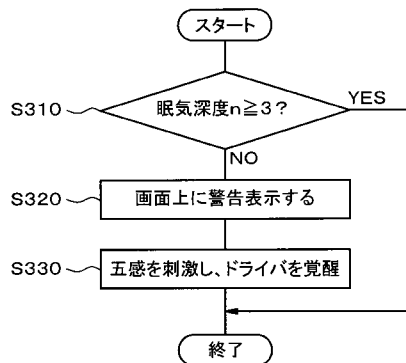 スタート
S310
眠気深度n≧3?
YES
NO
S320
画面上に警告表示する
S330
五感を刺激し、ドライバを覚醒
終了